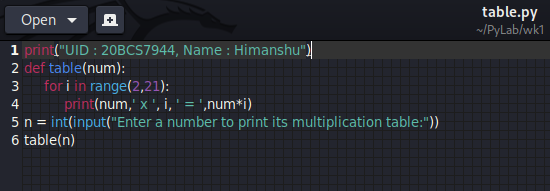 Open
table.py
~/PyLab/wk1
1 print("UID : 20BCS7944, Name : Himanshu")
2 def table(num):
3     for i in range(2,21):
4         print(num,' x ', i, ' = ',num*i)
5 n = int(input("Enter a number to print its multiplication table:"))
6 table(n)